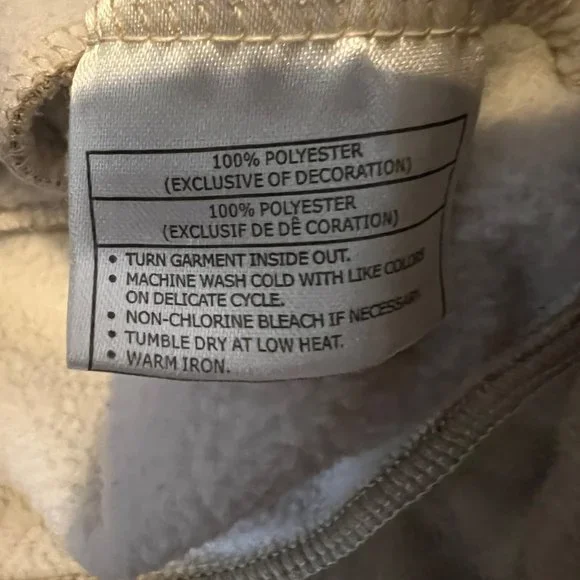 100% POLYESTER
(EXCLUSIVE OF DECORATION)
100% POLYESTER
(EXCLUSIF DE DÊ CORATION)
• TURN GARMENT INSIDE OUT.
• MACHINE WASH COLD WITH LIKE COLORS
ON DELICATE CYCLE.
• NON-CHLORINE BLEACH IF NECESSARY.
• TUMBLE DRY AT LOW HEAT.
• WARM IRON.